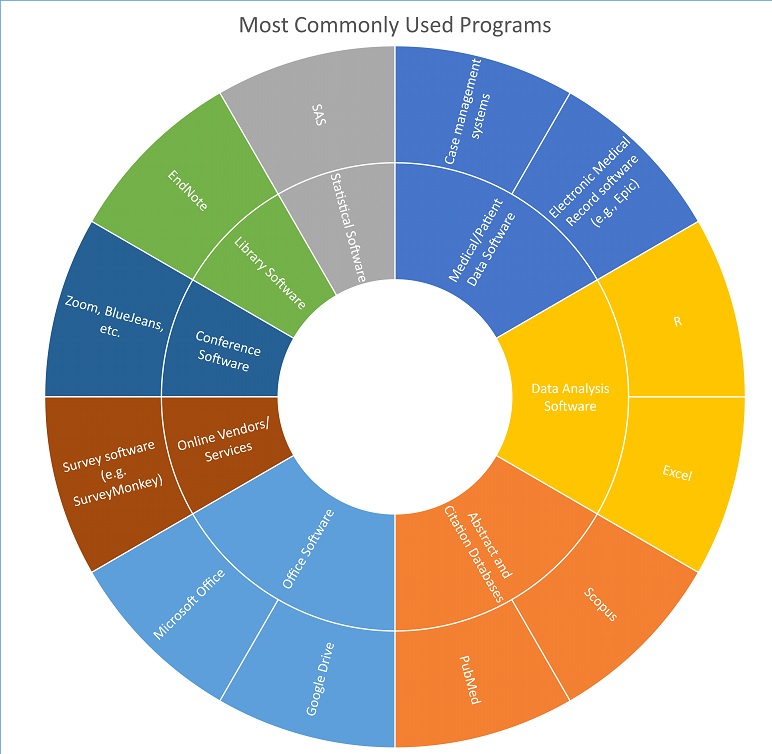 Most Commonly Used Programs
Case management
systems
Electronic Medical
Record software
(e.g., Epic)
Medical/Patient
Data Software
R
Excel
Data Analysis
Software
Scopus
PubMed
Abstract and
Citation Databases
Google Drive
Microsoft Office
Office Software
Survey software
(e.g.
SurveyMonkey)
Online Vendors/
Services
Zoom, BlueJeans,
etc.
Conference
Software
EndNote
Library Software
SAS
Statistical Software